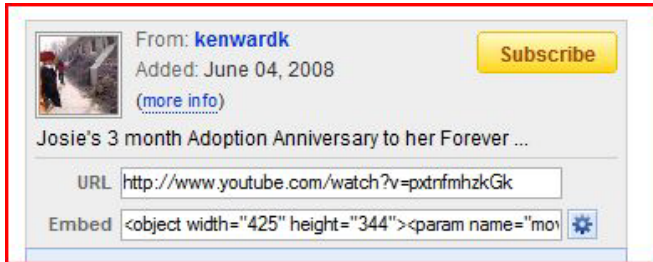 From: kenwardk
Subscribe
Added: June 04, 2008
(more info)
Josie's 3 month Adoption Anniversary to her Forever ...
URL http://www.youtube.com/watch?v=pxtnfmhzkGk
Embed <object width="425" height="344"><param name="mov